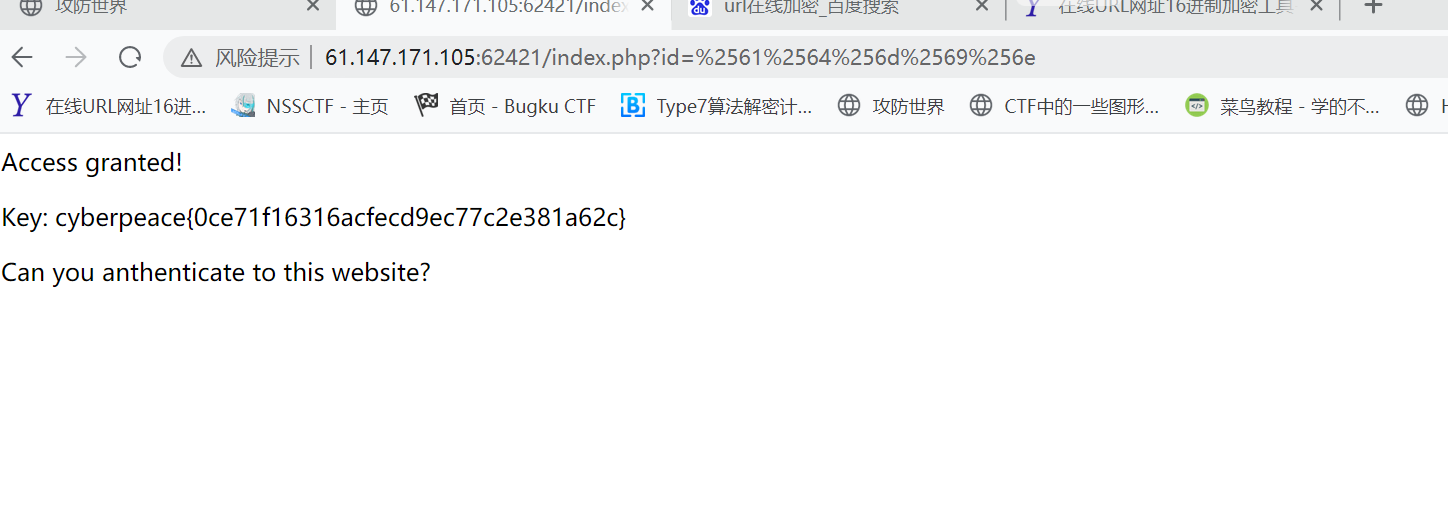 攻防世界
61.147.171.105:62421/index
url在线加密_百度搜索
在线URL网址16进制加密工具
风险提示 | 61.147.171.105:62421/index.php?id=%2561%2564%256d%2569%256e
在线URL网址16进...
NSSCTF - 主页
首页 - Bugku CTF
Type7算法解密计...
攻防世界
CTF中的一些图形...
菜鸟教程 - 学的不...
H
Access granted!
Key: cyberpeace{0ce71f16316acfecd9ec77c2e381a62c}
Can you anthenticate to this website?